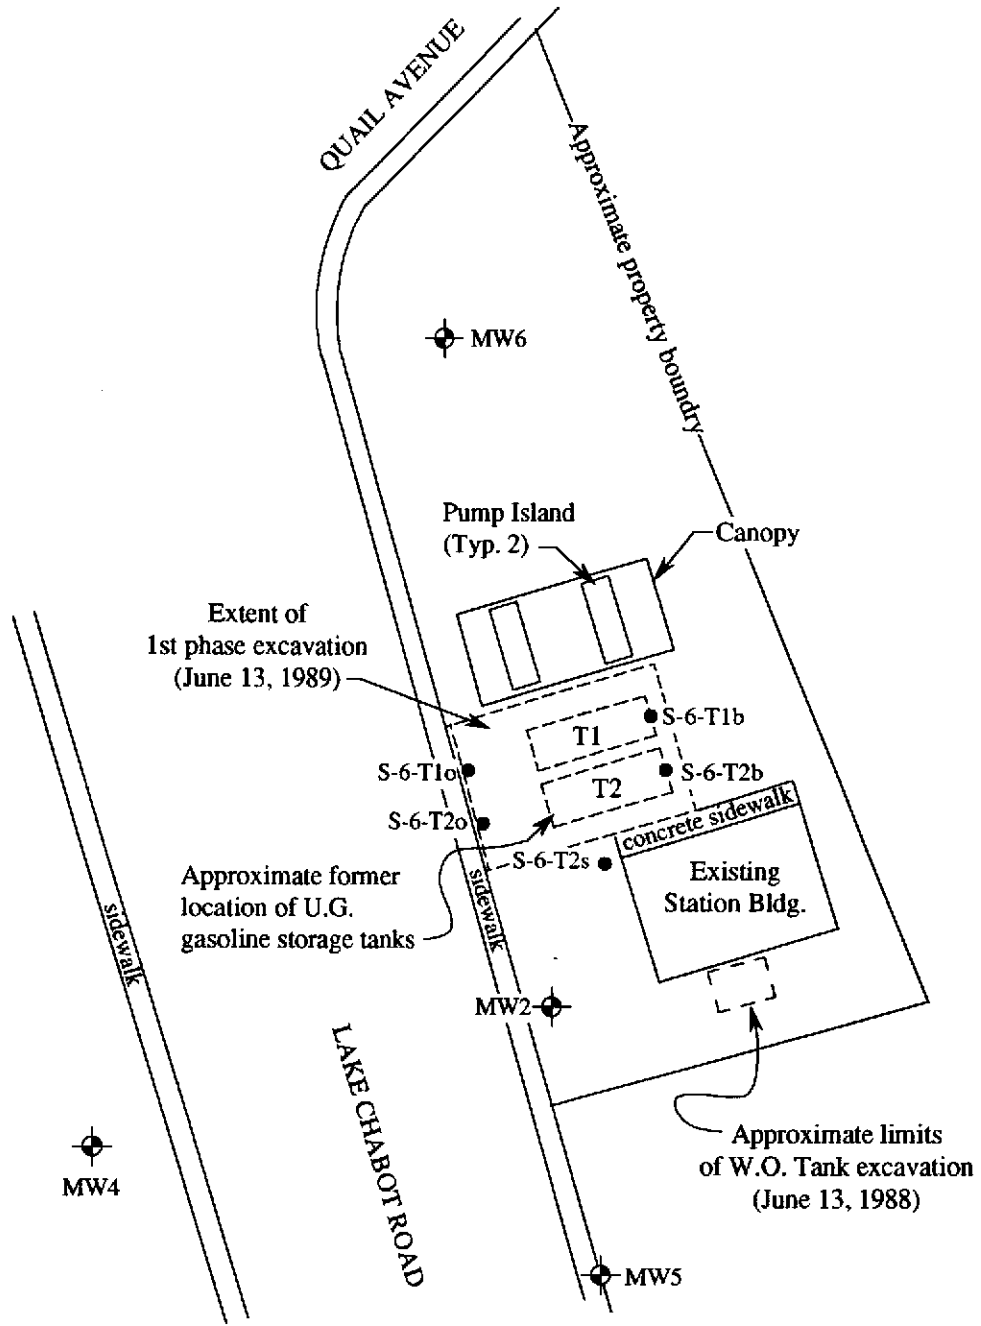 QUAIL AVENUE
Approximate property boundry
MW6
Pump Island
(Typ. 2)
Canopy
Extent of
1st phase excavation
(June 13, 1989)
T1
S-6-T1b
S-6-T1o
T2
S-6-T2b
S-6-T2o
concrete sidewalk
S-6-T2s
Existing
Station Bldg.
Approximate former
location of U.G.
gasoline storage tanks
sidewalk
sidewalk
MW2
LAKE CHABOT ROAD
Approximate limits
of W.O. Tank excavation
(June 13, 1988)
MW4
MW5